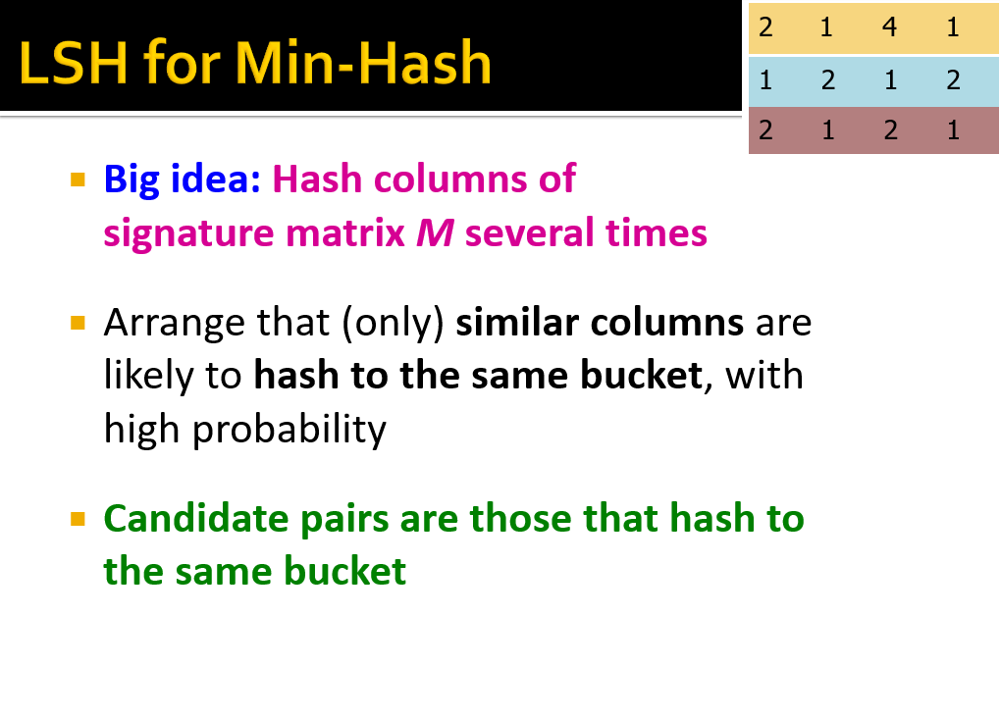 LSH for Min-Hash
2 1 4 1
1 2 1 2
2 1 2 1
Big idea: Hash columns of
signature matrix M several times
Arrange that (only) similar columns are
likely to hash to the same bucket, with
high probability
Candidate pairs are those that hash to
the same bucket